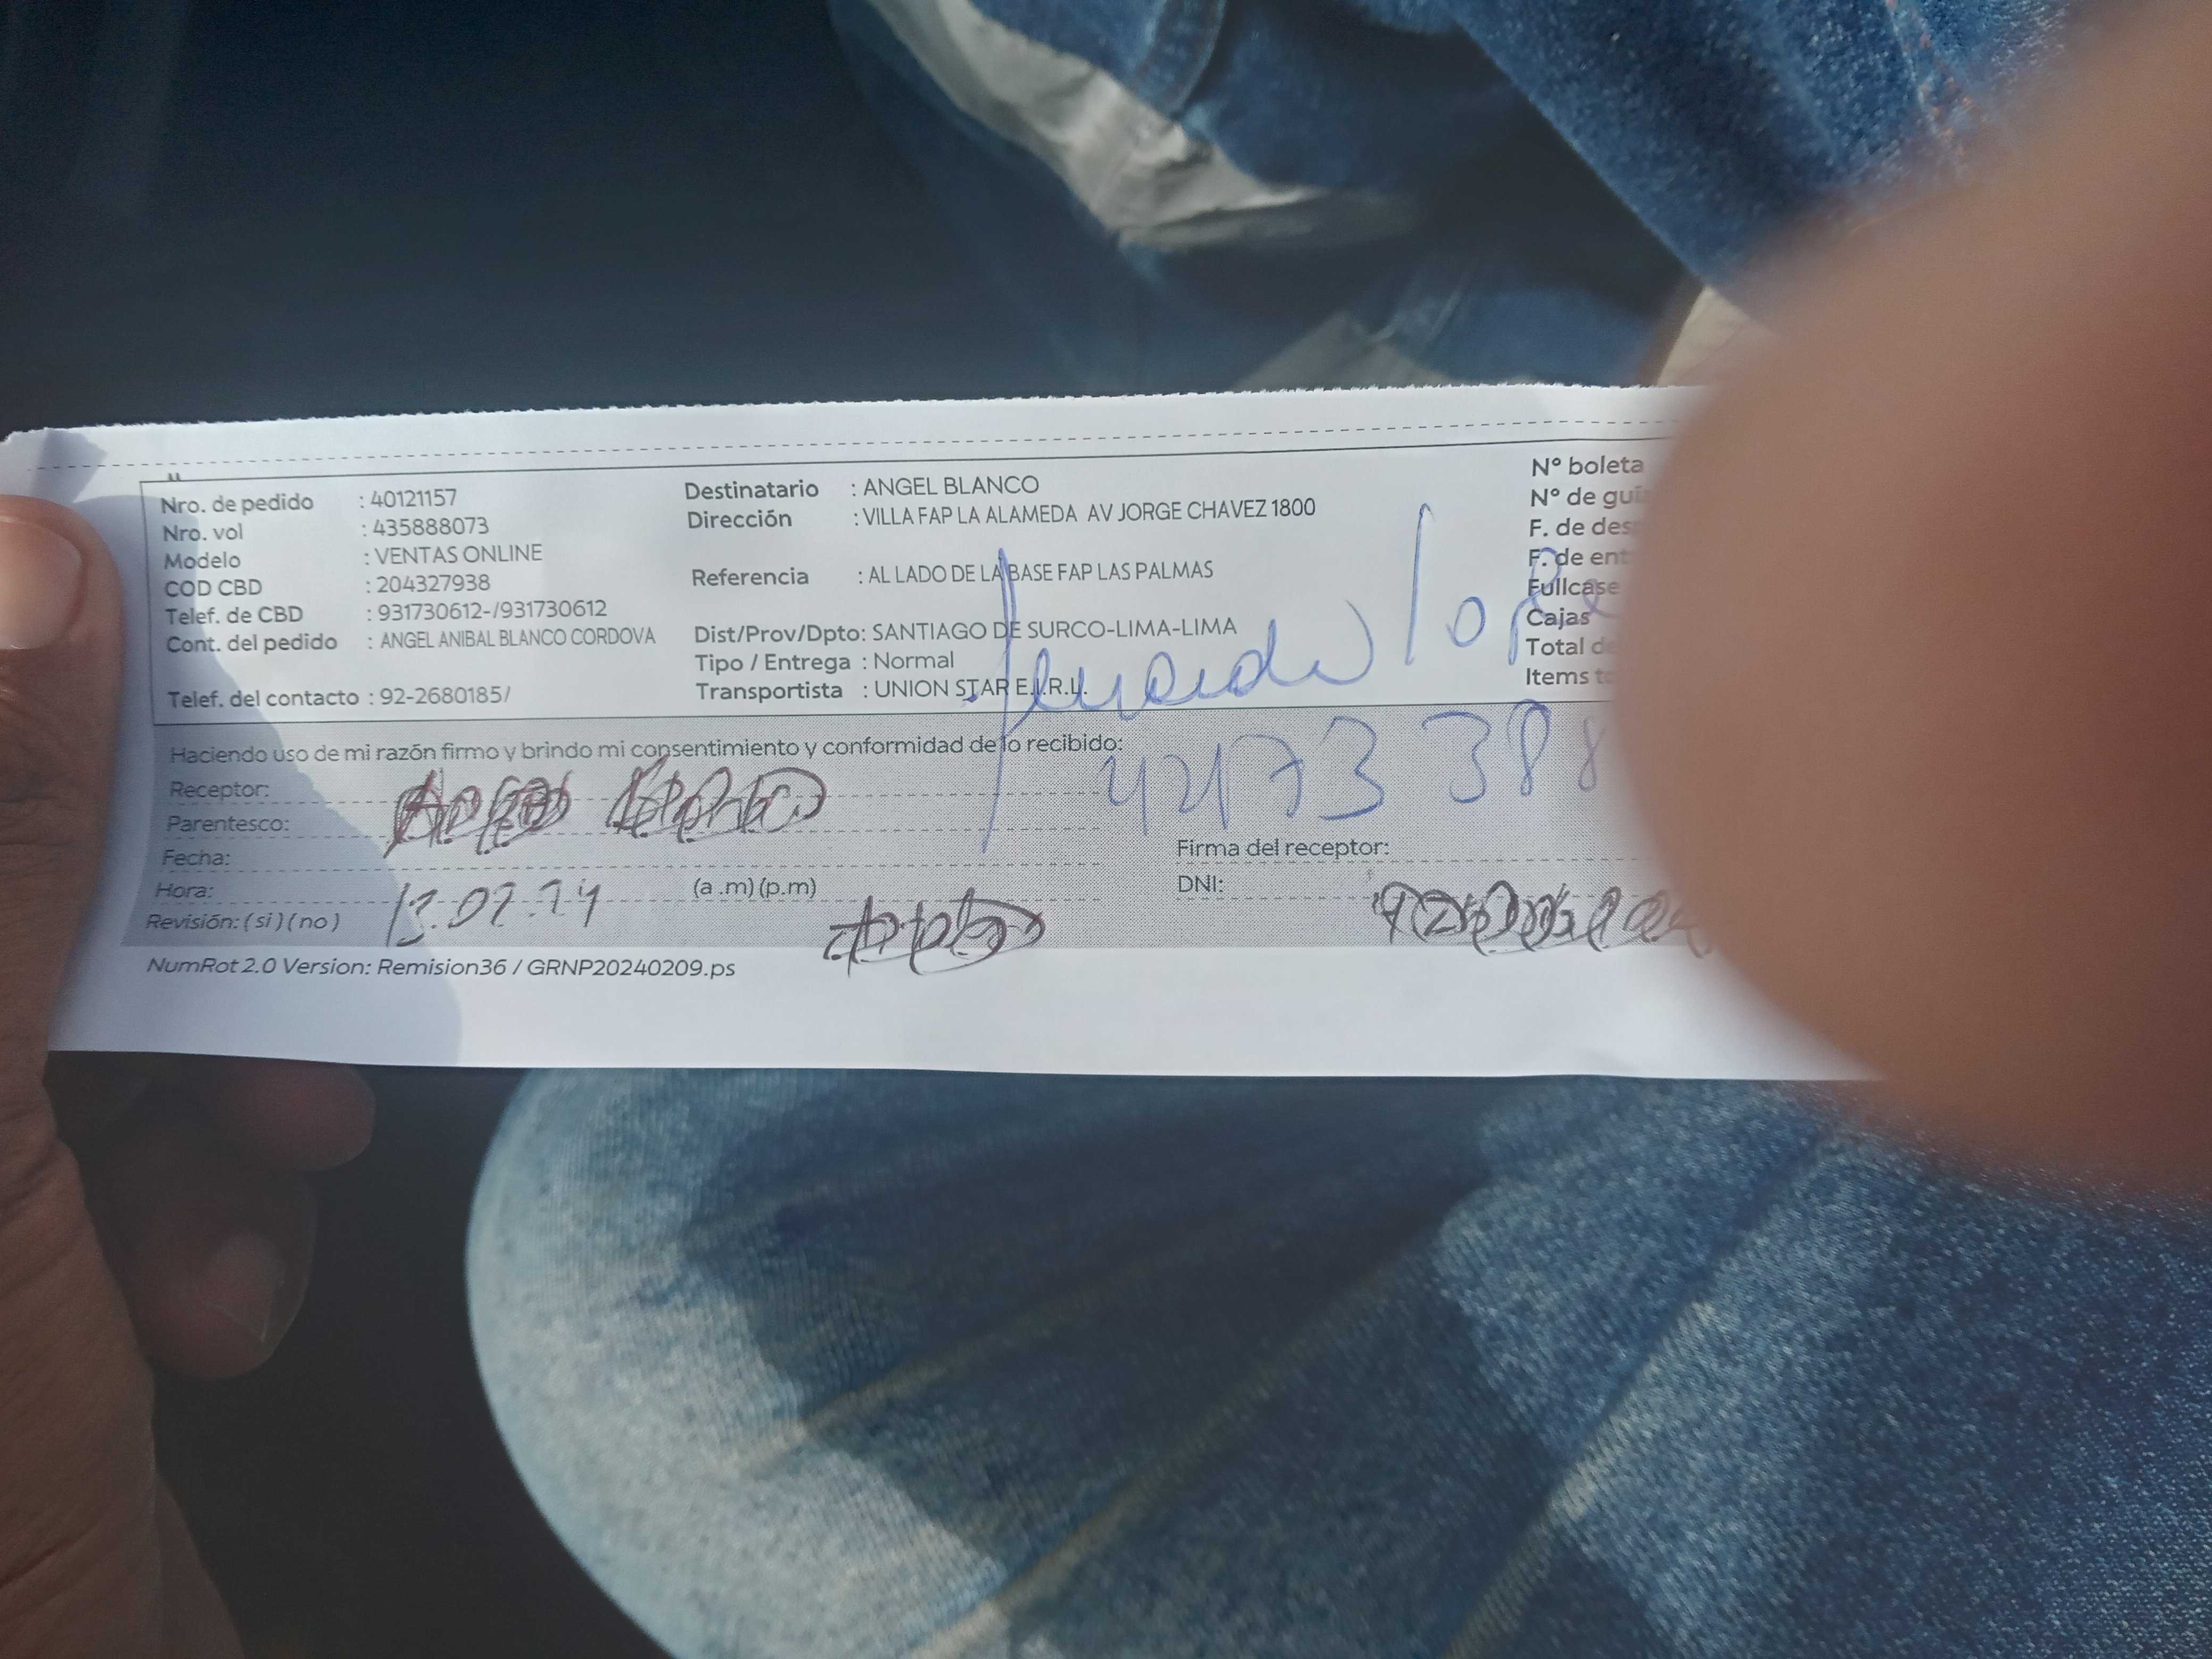 Nro. de pedido : 40121157
Nro. vol : 435888073
Modelo : VENTAS ONLINE
COD CBD : 204327938
Telef. de CBD : 931730612-/931730612
Cont. del pedido : ANGEL ANIBAL BLANCO CORDOVA
Telef. del contacto : 92-2680185/
Destinatario : ANGEL BLANCO
Dirección : VILLA FAP LA ALAMEDA AV JORGE CHAVEZ 1800
Referencia : AL LADO DE LA BASE FAP LAS PALMAS
Dist/Prov/Dpto: SANTIAGO DE SURCO-LIMA-LIMA
Tipo / Entrega : Normal
Transportista : UNION STAR E.I.R.L.
N° boleta
N° de
F. de
F. de
Fullcase
Cajas
Total
Items
Haciendo uso de mi razón firmo y brindo mi consentimiento y conformidad de lo recibido:
Receptor:
Parentesco:
Fecha:
Hora: (a .m) (p.m)
Revisión: ( si ) ( no )
Firma del receptor:
DNI:
NumRot 2.0 Version: Remision36 / GRNP20240209.ps